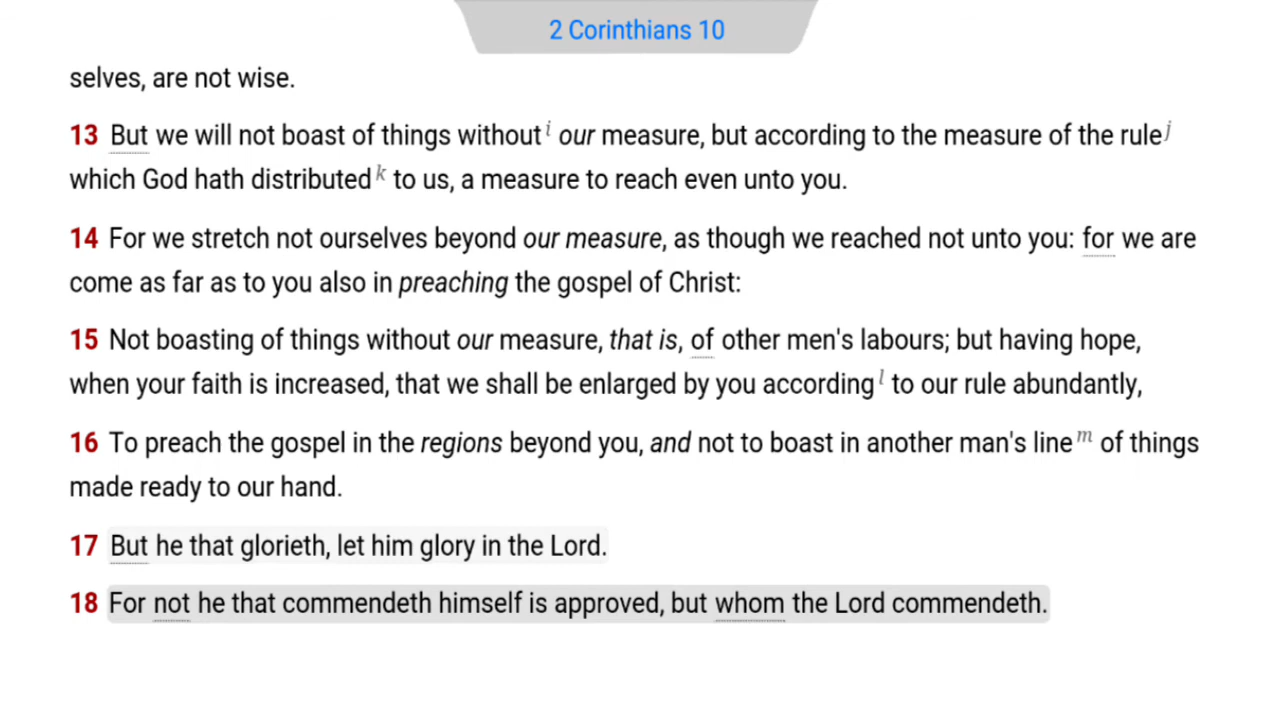 2 Corinthians 10
selves, are not wise.
13 But we will not boast of things without i our measure, but according to the measure of the rule j
which God hath distributed k to us, a measure to reach even unto you.
14 For we stretch not ourselves beyond our measure, as though we reached not unto you: for we are
come as far as to you also in preaching the gospel of Christ:
15 Not boasting of things without our measure, that is, of other men's labours; but having hope,
when your faith is increased, that we shall be enlarged by you according l to our rule abundantly,
16 To preach the gospel in the regions beyond you, and not to boast in another man's line m of things
made ready to our hand.
17 But he that glorieth, let him glory in the Lord.
18 For not he that commendeth himself is approved, but whom the Lord commendeth.